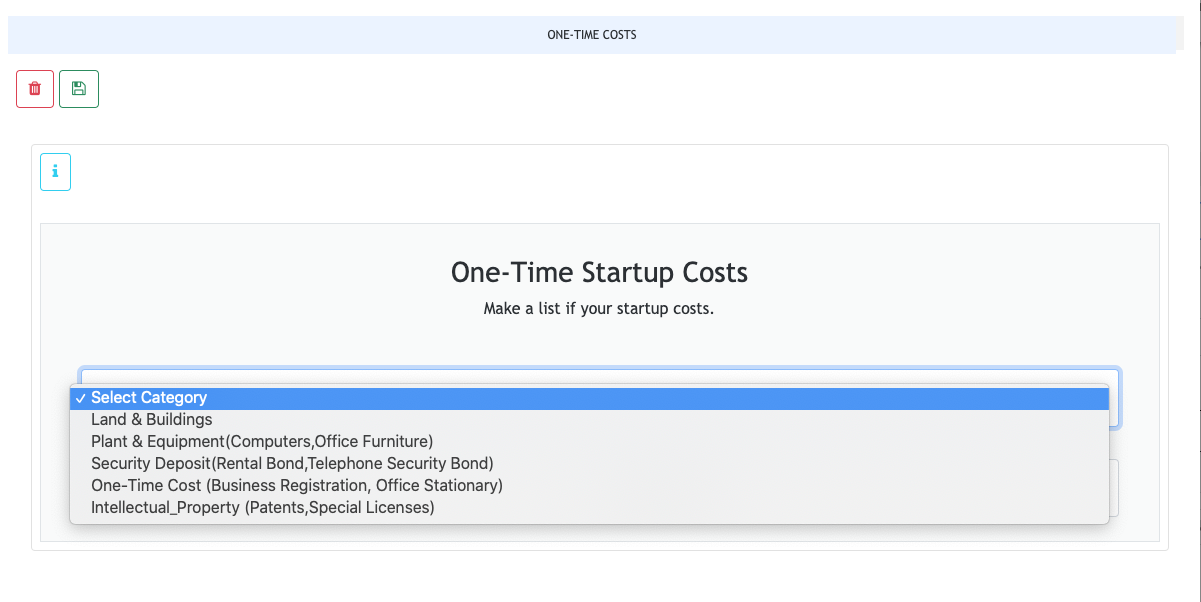 ONE-TIME COSTS
i
One-Time Startup Costs
Make a list if your startup costs.
✓ Select Category
Land & Buildings
Plant & Equipment(Computers,Office Furniture)
Security Deposit(Rental Bond,Telephone Security Bond)
One-Time Cost (Business Registration, Office Stationary)
Intellectual_Property (Patents,Special Licenses)